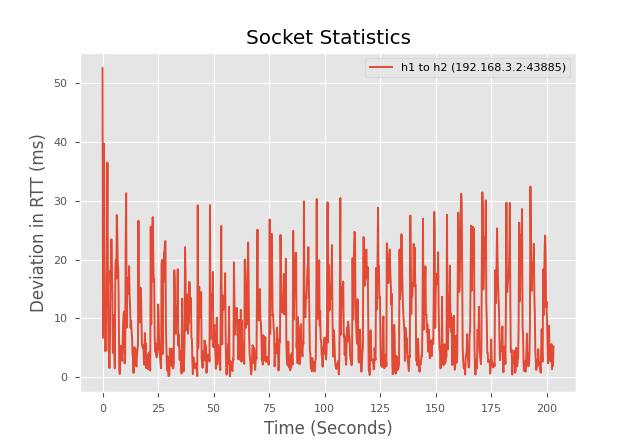 Socket Statistics
h1 to h2 (192.168.3.2:43885)
Deviation in RTT (ms)
50
40
30
20
10
0
0 25 50 75 100 125 150 175 200
Time (Seconds)